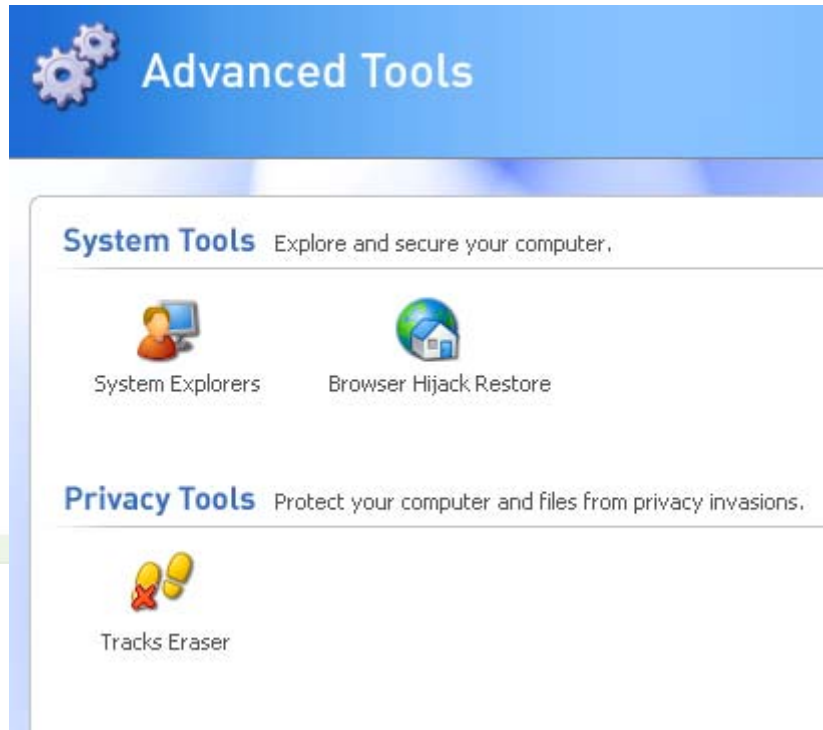 Advanced Tools
System Tools Explore and secure your computer.
System Explorers Browser Hijack Restore
Privacy Tools Protect your computer and files from privacy invasions.
Tracks Eraser